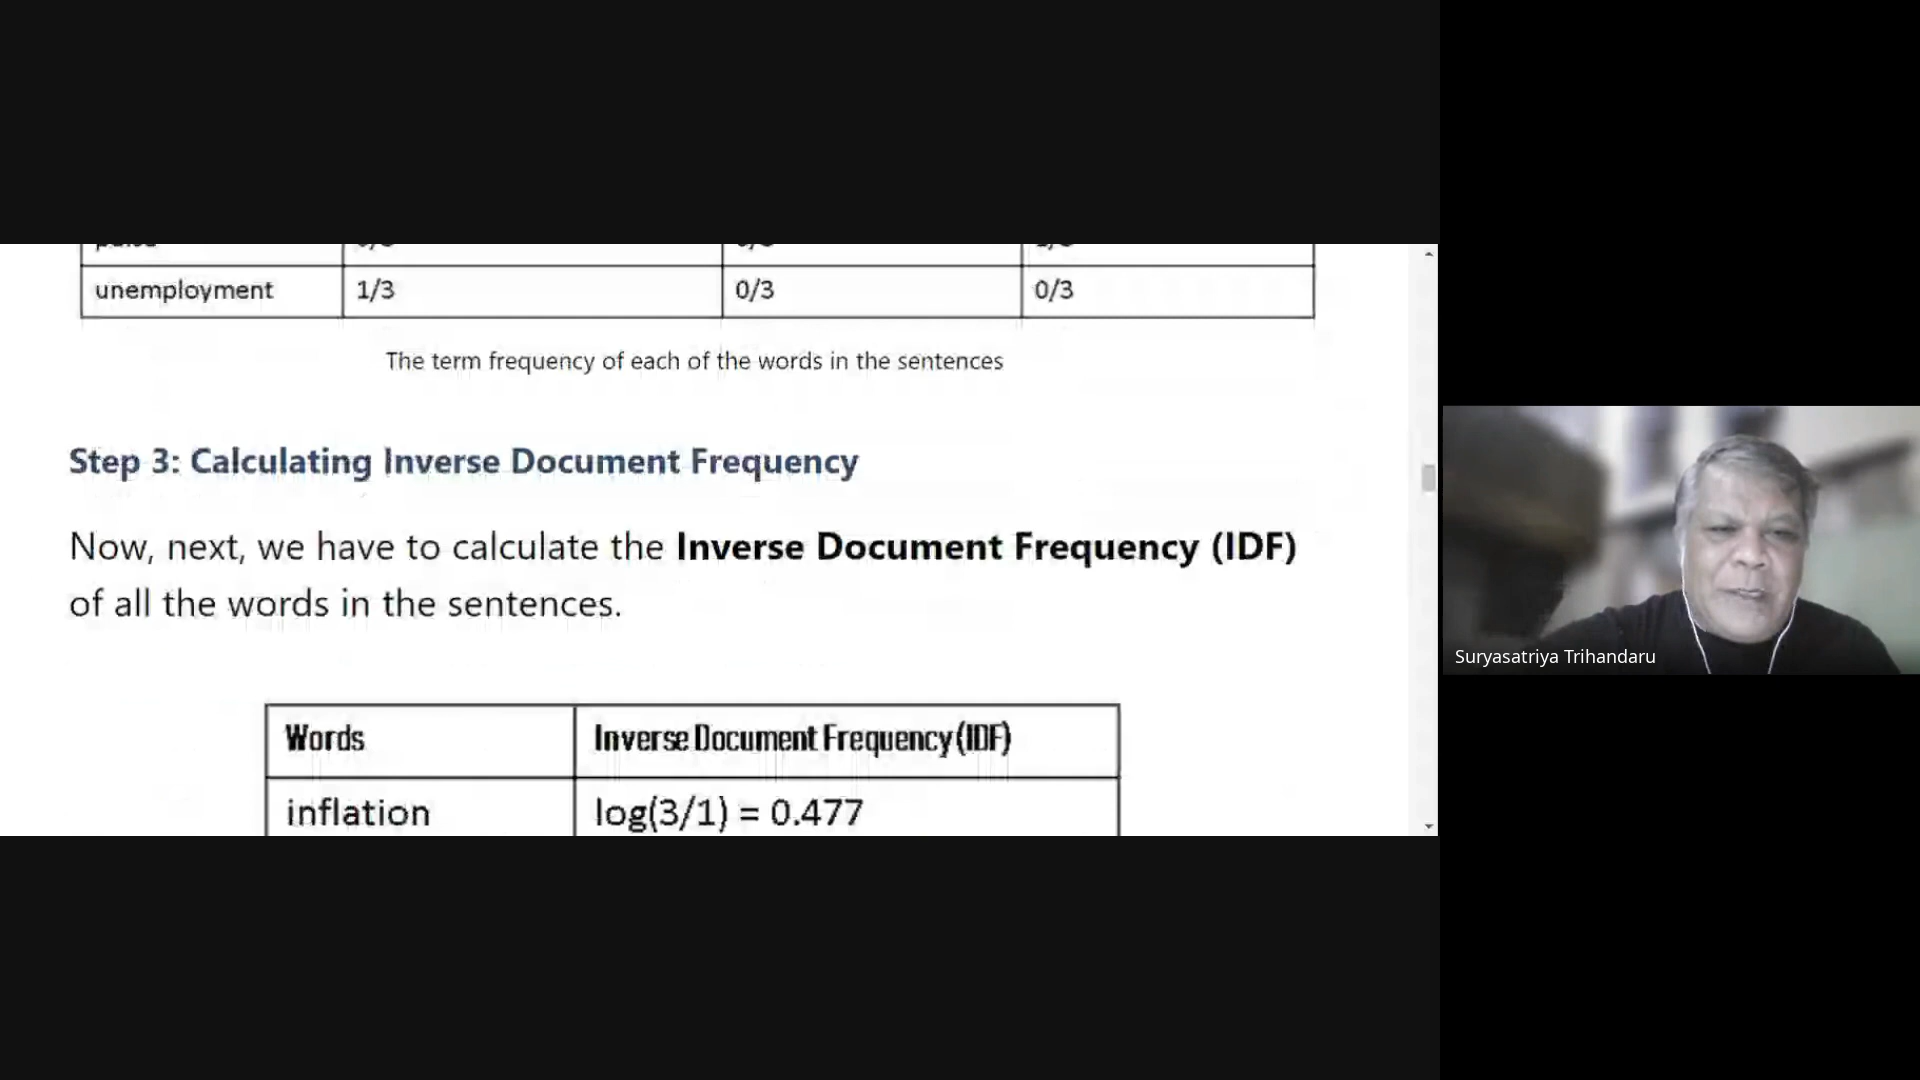 unemployment 1/3 0/3 0/3
The term frequency of each of the words in the sentences
Step 3: Calculating Inverse Document Frequency
Now, next, we have to calculate the Inverse Document Frequency (IDF)
of all the words in the sentences.
Words Inverse Document Frequency (IDF)
inflation log(3/1) = 0.477
Suryasatriya Trihandaru